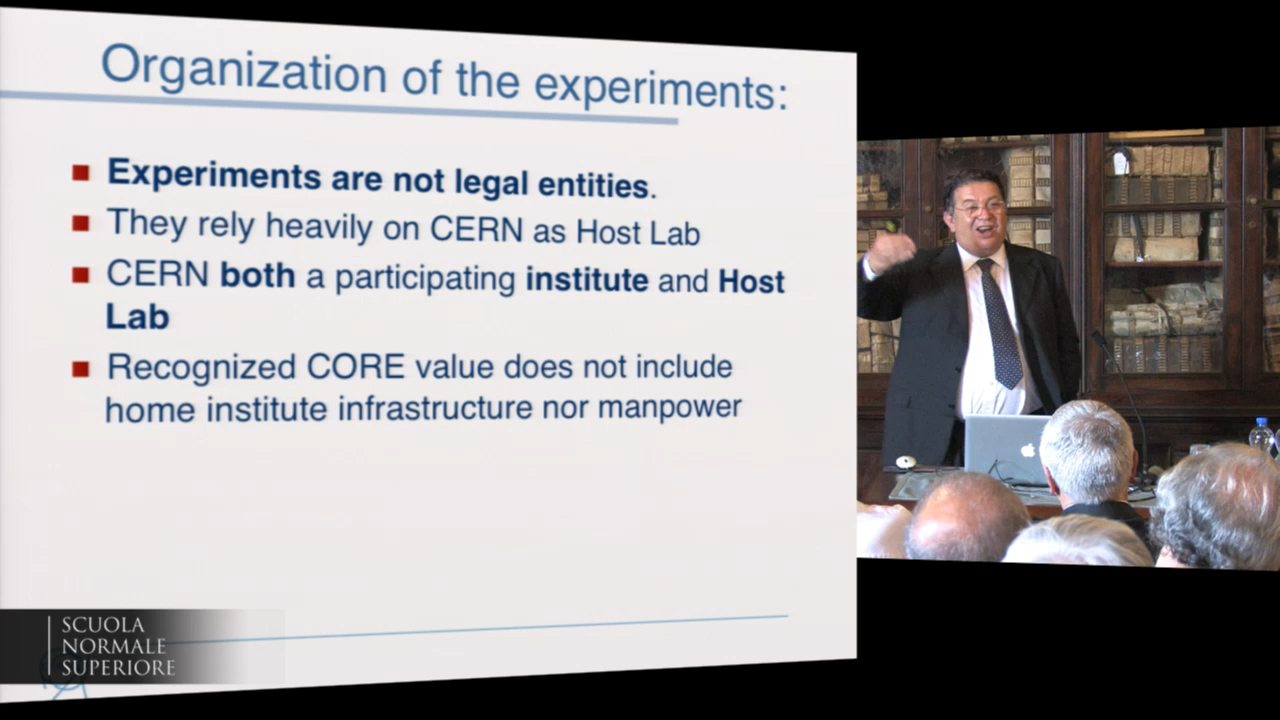 Organization of the experiments:
Experiments are not legal entities.
They rely heavily on CERN as Host Lab
CERN both a participating institute and Host
Lab
Recognized CORE value does not include
home institute infrastructure nor manpower
SCUOLA
NORMALE
SUPERIORE